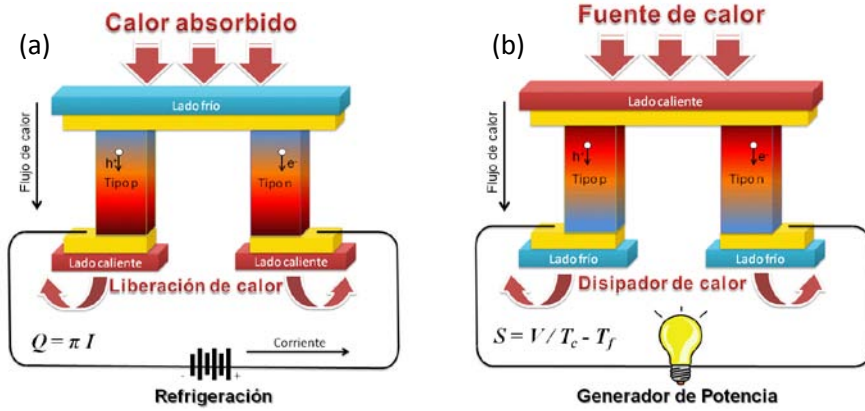 (a)
Calor absorbido
Lado frío
Flujo de calor
h⁺
Tipo p
e⁻
Tipo n
Lado caliente
Lado caliente
Liberación de calor
Q = π I
Corriente
- +
Refrigeración
(b)
Fuente de calor
Lado caliente
Flujo de calor
h⁺
Tipo p
e⁻
Tipo n
Lado frío
Lado frío
Disipador de calor
S = V / T_c - T_f
Generador de Potencia